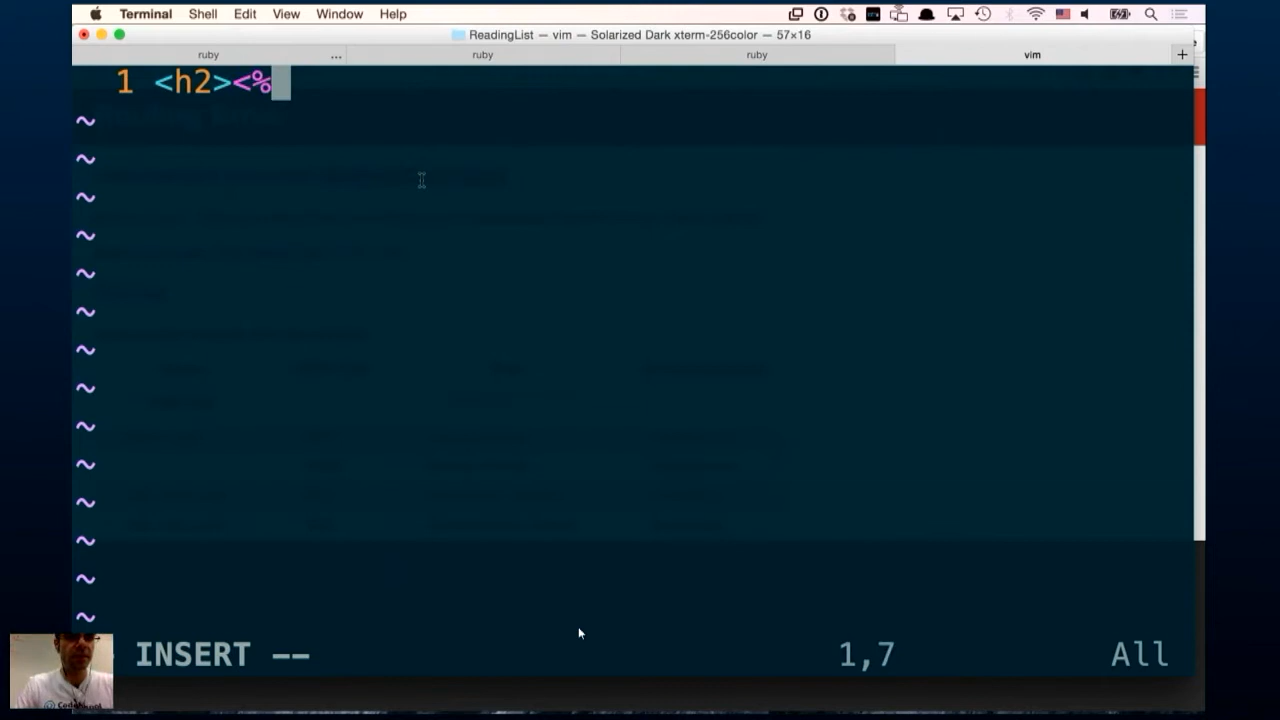 Terminal Shell Edit View Window Help
ReadingList — vim — Solarized Dark xterm-256color — 57×16
ruby ... ruby ruby vim +
1 <h2><%
~
~
~
~
~
~
~
~
~
~
~
~
~
~
INSERT -- 1,7 All